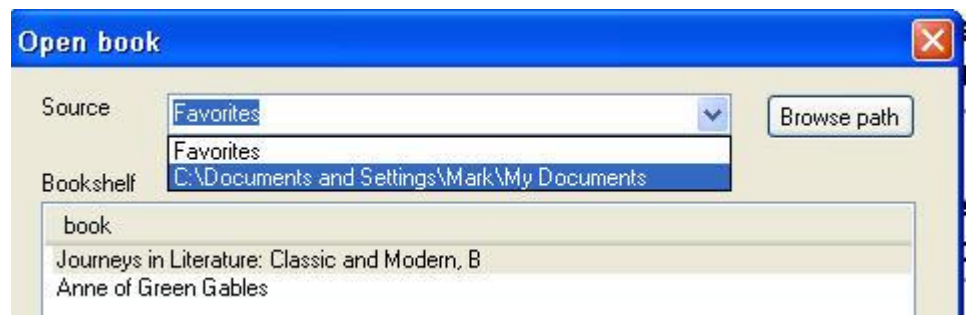 Open book
Source
Favorites
Browse path
Favorites
C:\Documents and Settings\Mark\My Documents
Bookshelf
book
Journeys in Literature: Classic and Modern, B
Anne of Green Gables